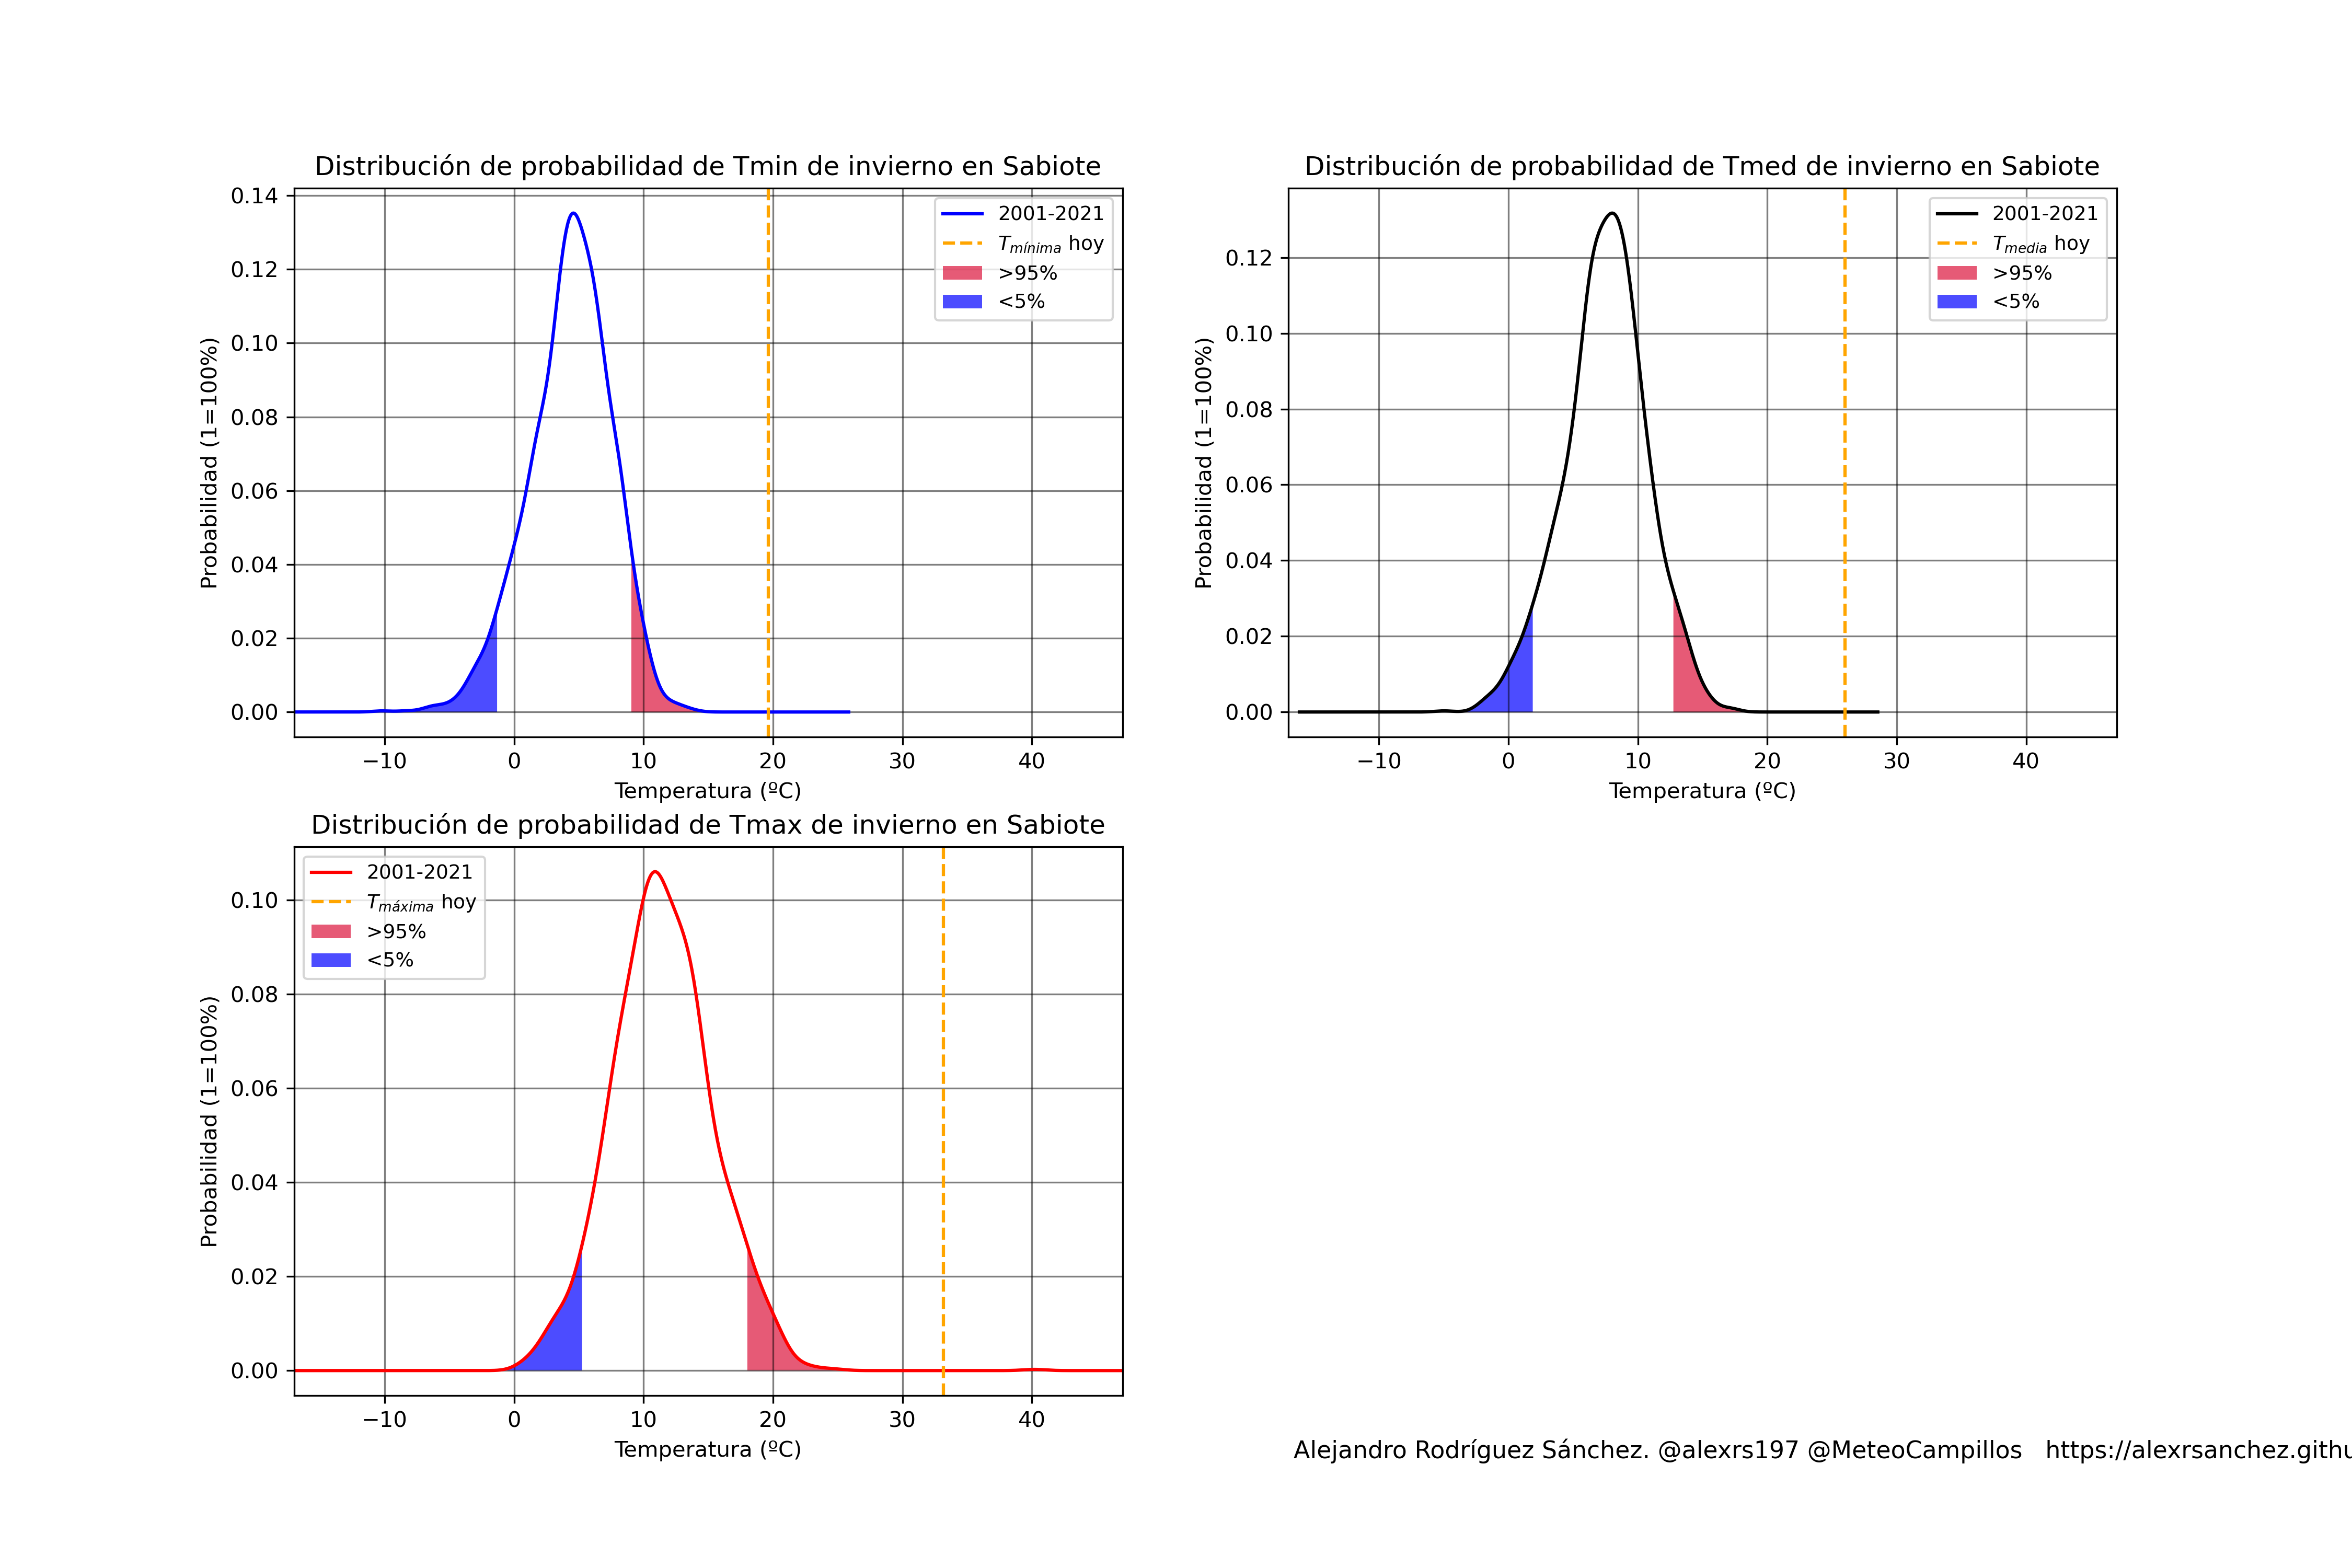 Distribución de probabilidad de Tmin de invierno en Sabiote
0.14
0.12
0.10
0.08
0.06
0.04
0.02
0.00
Probabilidad (1=100%)
2001-2021
Tmínima hoy
>95%
<5%
−10 0 10 20 30 40
Temperatura (ºC)
Distribución de probabilidad de Tmed de invierno en Sabiote
0.12
0.10
0.08
0.06
0.04
0.02
0.00
Probabilidad (1=100%)
2001-2021
Tmedia hoy
>95%
<5%
−10 0 10 20 30 40
Temperatura (ºC)
Distribución de probabilidad de Tmax de invierno en Sabiote
0.10
0.08
0.06
0.04
0.02
0.00
Probabilidad (1=100%)
2001-2021
Tmáxima hoy
>95%
<5%
−10 0 10 20 30 40
Temperatura (ºC)
Alejandro Rodríguez Sánchez. @alexrs197 @MeteoCampillos https://alexrsanchez.githu